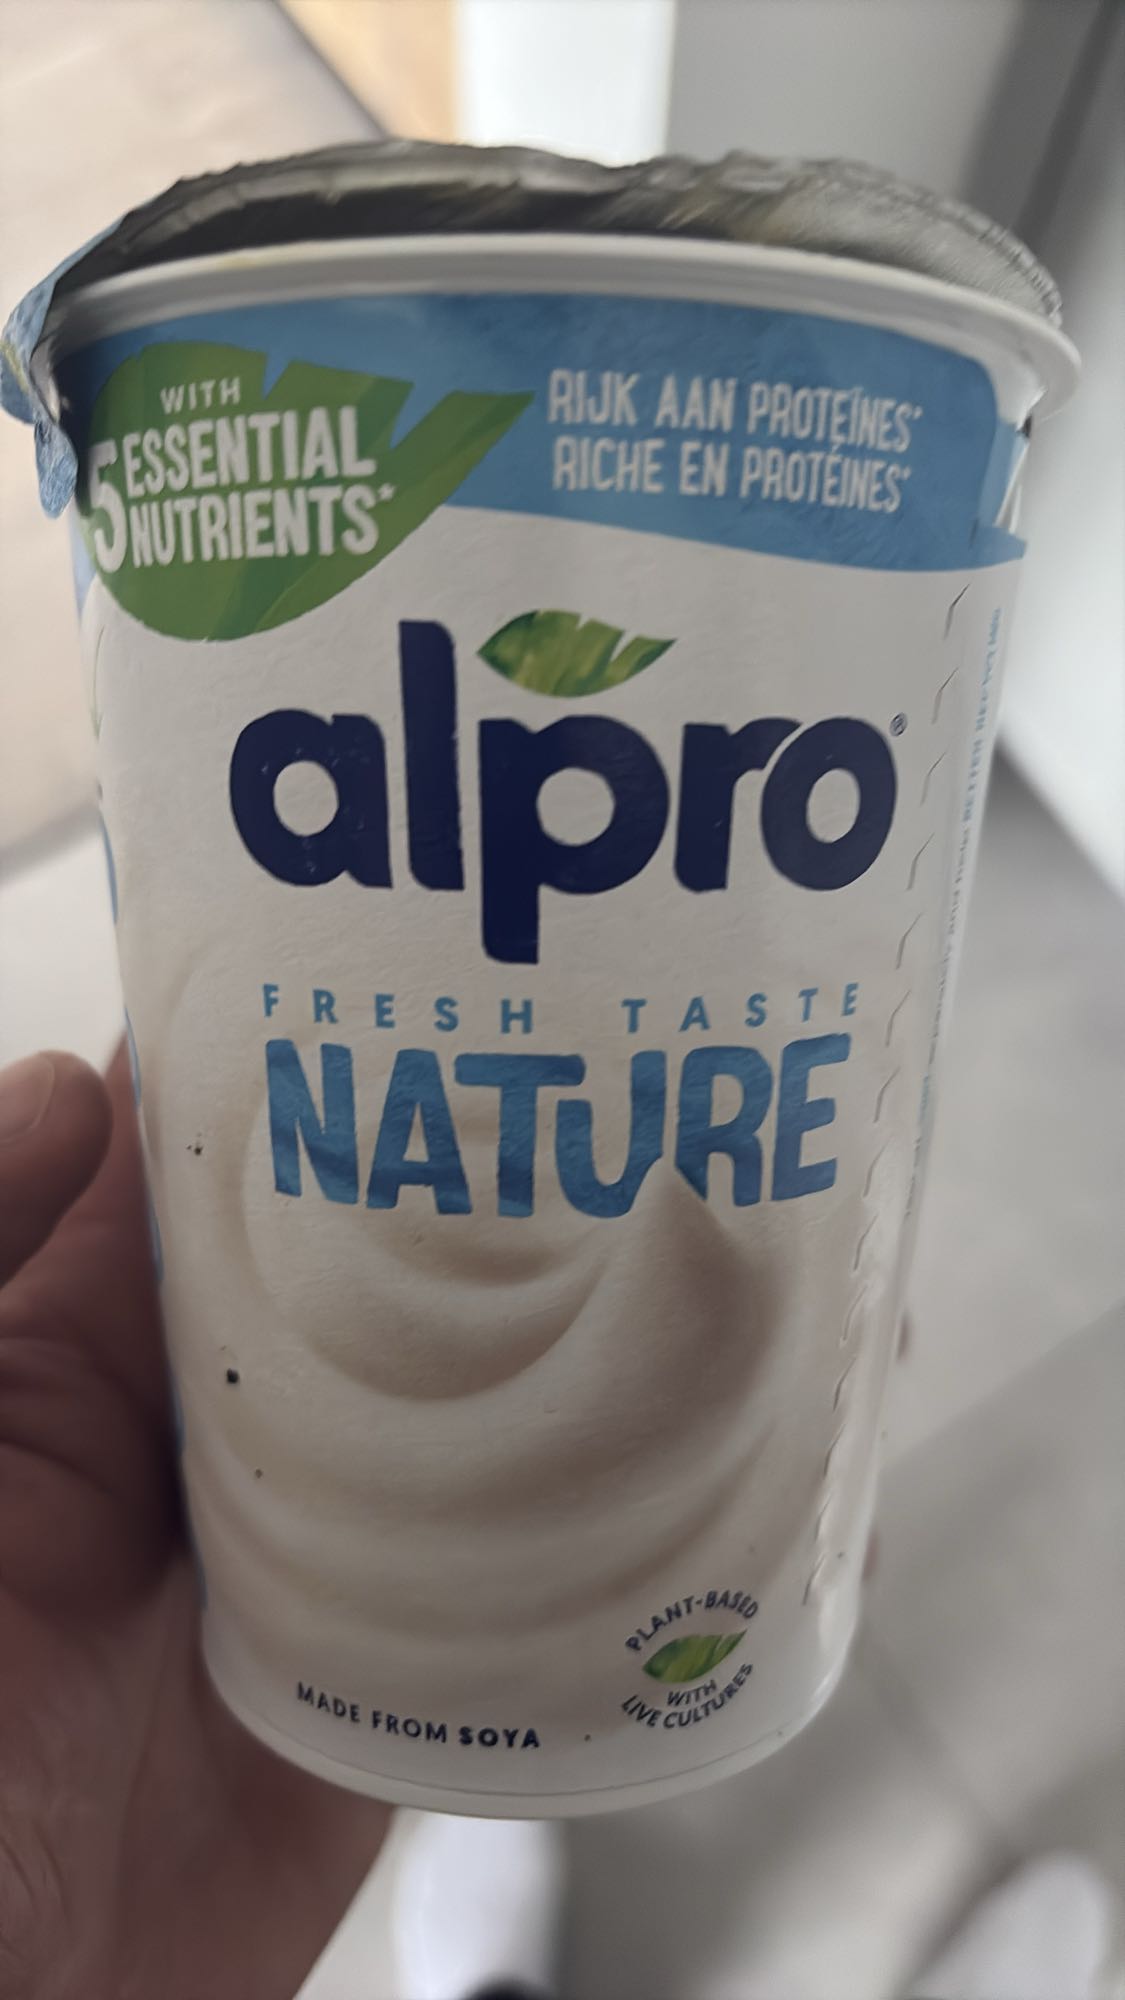 WITH
5 ESSENTIAL
NUTRIENTS*
RIJK AAN PROTEÏNES*
RICHE EN PROTÉINES*
alpro®
FRESH TASTE
NATURE
PLANT-BASED
WITH
LIVE CULTURES
MADE FROM SOYA